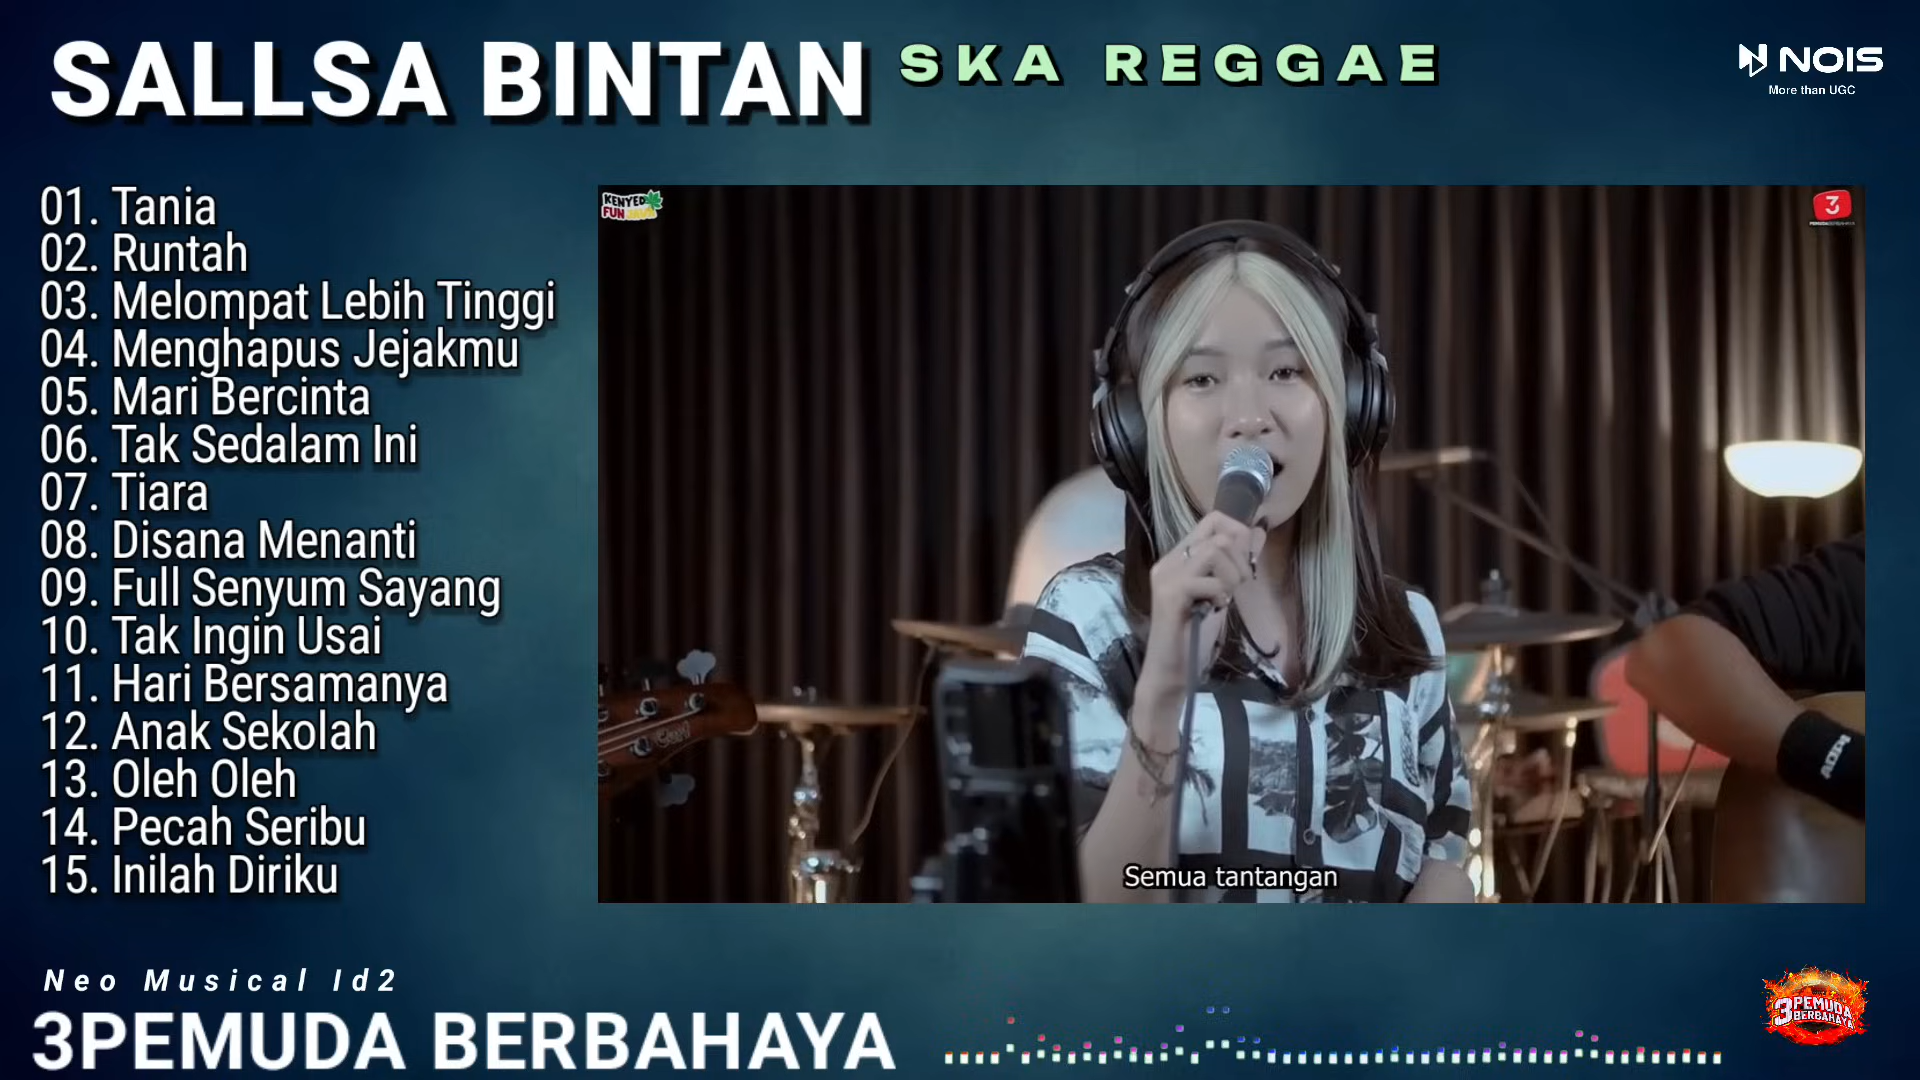 SALLSA BINTAN
SKA REGGAE
NOIS
More than UGC
01. Tania
02. Runtah
03. Melompat Lebih Tinggi
04. Menghapus Jejakmu
05. Mari Bercinta
06. Tak Sedalam Ini
07. Tiara
08. Disana Menanti
09. Full Senyum Sayang
10. Tak Ingin Usai
11. Hari Bersamanya
12. Anak Sekolah
13. Oleh Oleh
14. Pecah Seribu
15. Inilah Diriku
KENYED
FUN JAVA
3
Semua tantangan
Neo Musical Id2
3PEMUDA BERBAHAYA
3PEMUDA
BERBAHAYA